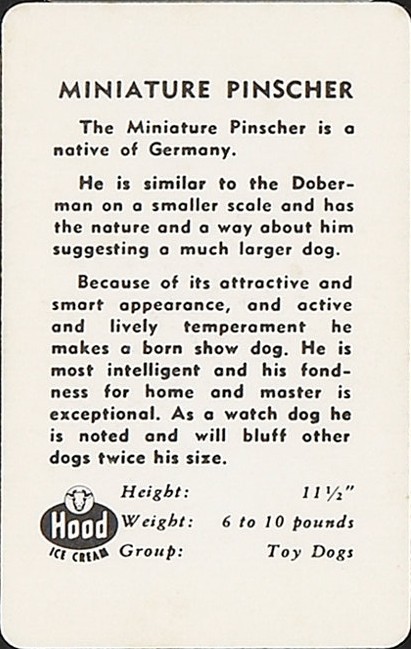 MINIATURE PINSCHER
The Miniature Pinscher is a
native of Germany.
He is similar to the Dober-
man on a smaller scale and has
the nature and a way about him
suggesting a much larger dog.
Because of its attractive and
smart appearance, and active
and lively temperament he
makes a born show dog. He is
most intelligent and his fond-
ness for home and master is
exceptional. As a watch dog he
is noted and will bluff other
dogs twice his size.
Height: 11½"
Weight: 6 to 10 pounds
Group: Toy Dogs
Hood
ICE CREAM